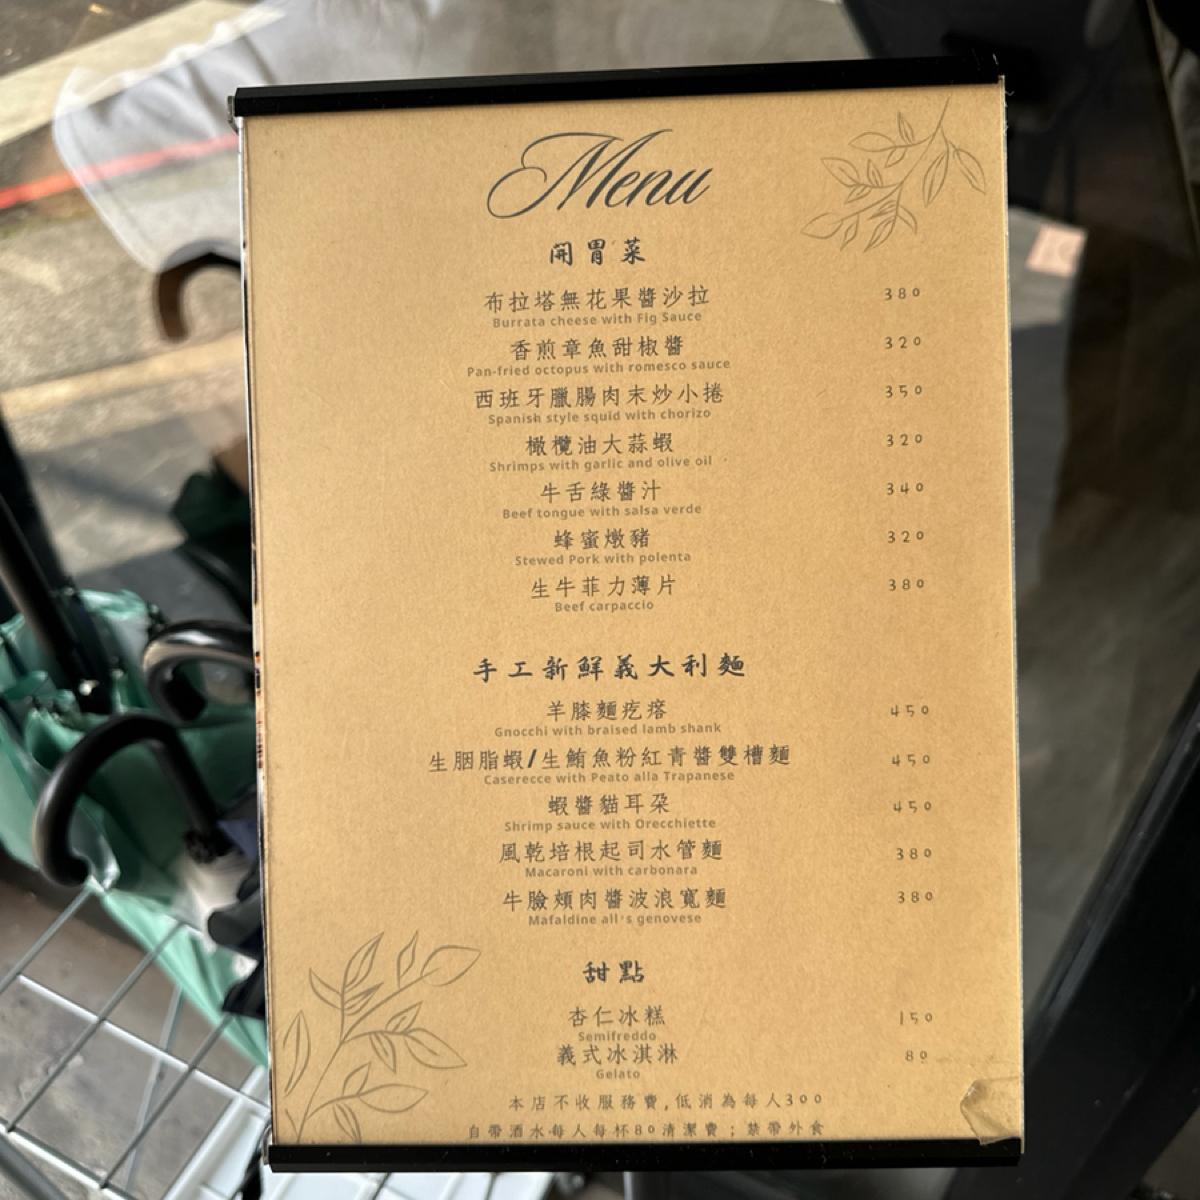 Menu
開胃菜
布拉塔無花果醬沙拉 380
Burrata cheese with Fig Sauce
香煎章魚甜椒醬 320
Pan-fried octopus with romesco sauce
西班牙臘腸肉末炒小捲 350
Spanish style squid with chorizo
橄欖油大蒜蝦 320
Shrimps with garlic and olive oil
牛舌綠醬汁 340
Beef tongue with salsa verde
蜂蜜燉豬 320
Stewed Pork with polenta
生牛菲力薄片 380
Beef carpaccio
手工新鮮義大利麵
羊膝麵疙瘩 450
Gnocchi with braised lamb shank
生胭脂蝦/生鮪魚粉紅青醬雙槽麵 450
Caserecce with Peato alla Trapanese
蝦醬貓耳朵 450
Shrimp sauce with Orecchiette
風乾培根起司水管麵 380
Macaroni with carbonara
牛臉頰肉醬波浪寬麵 380
Mafaldine all's genovese
甜點
杏仁冰糕 150
Semifreddo
義式冰淇淋 80
Gelato
本店不收服務費,低消為每人300
自帶酒水每人每杯80清潔費;禁帶外食